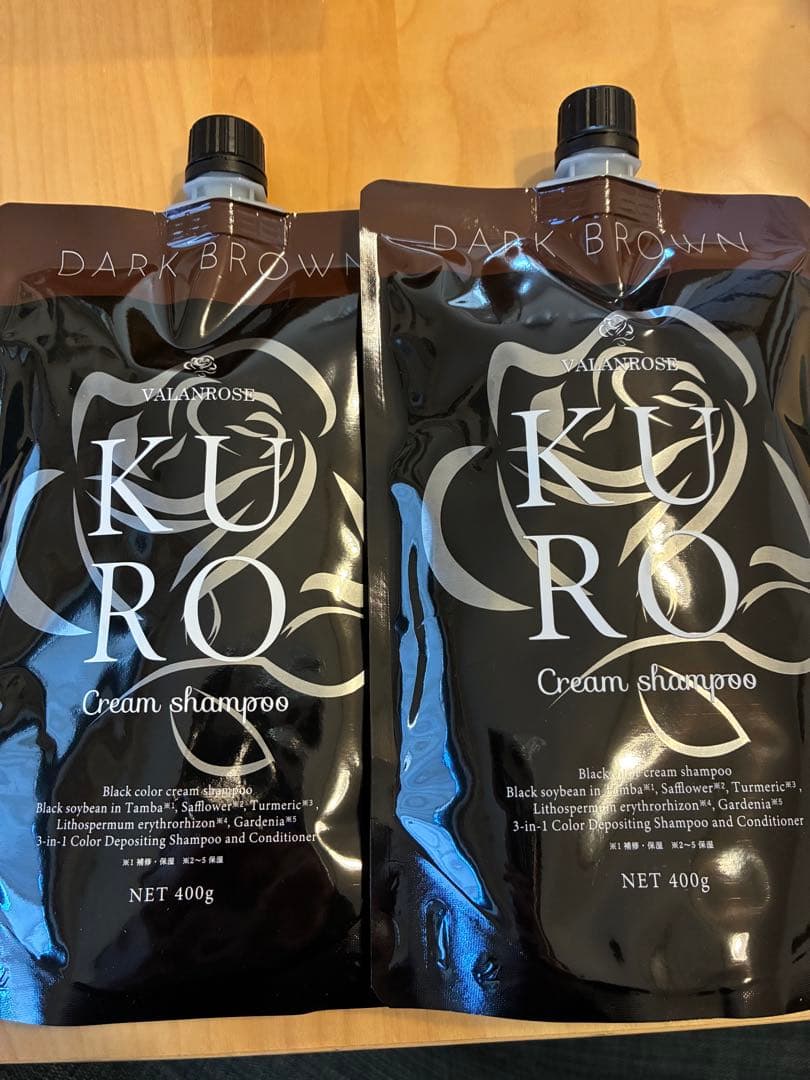 DARK BROWN
VALANROSE
KU
RO
Cream shampoo
Black color cream shampoo
Black soybean in Tamba※1, Safflower※2, Turmeric※3,
Lithospermum erythrorhizon※4, Gardenia※5
3-in-1 Color Depositing Shampoo and Conditioner
※1 補修・保湿 ※2～5 保湿
NET 400g
DARK BROWN
VALANROSE
KU
RO
Cream shampoo
Black color cream shampoo
Black soybean in Tamba※1, Safflower※2, Turmeric※3,
Lithospermum erythrorhizon※4, Gardenia※5
3-in-1 Color Depositing Shampoo and Conditioner
※1 補修・保湿 ※2～5 保湿
NET 400g